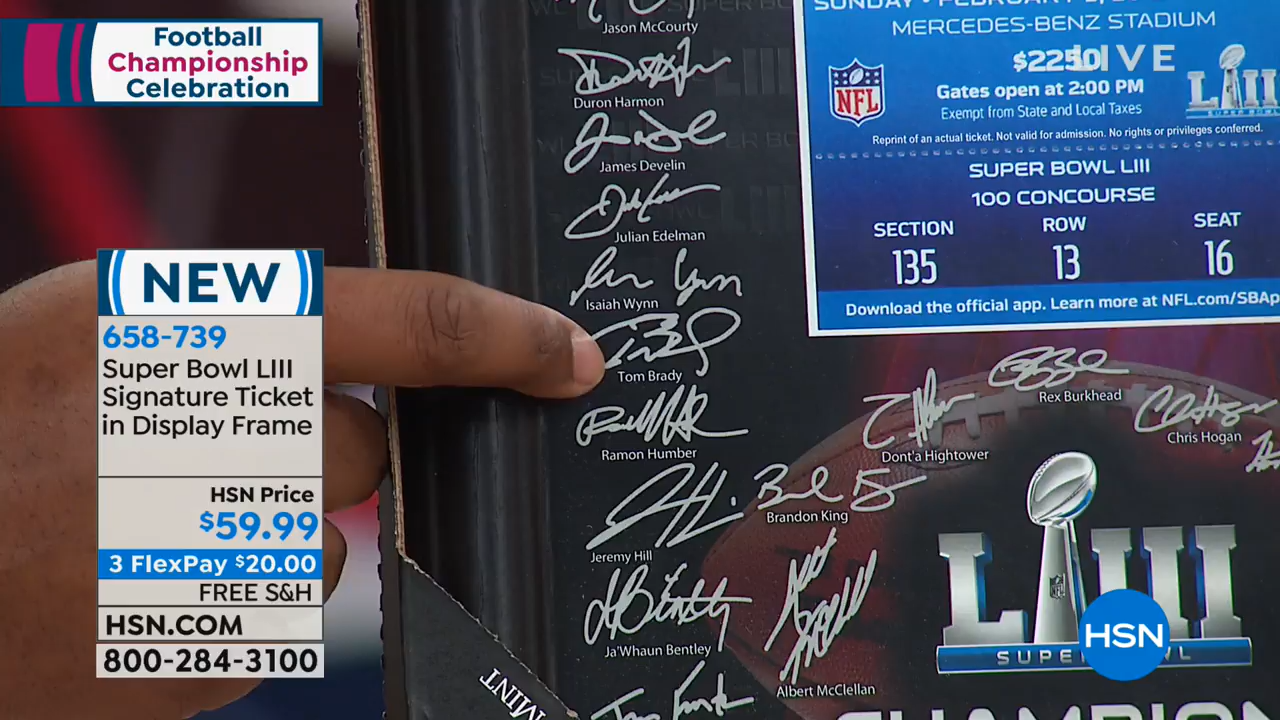 Football
Championship
Celebration
NEW
658-739
Super Bowl LIII
Signature Ticket
in Display Frame
HSN Price
$59.99
3 FlexPay $20.00
FREE S&H
HSN.COM
800-284-3100
Jason McCourty
Duron Harmon
James Develin
Julian Edelman
Isaiah Wynn
Tom Brady
Ramon Humber
Brandon King
Jeremy Hill
Ja'Whaun Bentley
Albert McClellan
Dont'a Hightower
Rex Burkhead
Chris Hogan
MINT
MERCEDES-BENZ STADIUM
$2250
LIVE
NFL
Gates open at 2:00 PM
Exempt from State and Local Taxes
Reprint of an actual ticket. Not valid for admission. No rights or privileges conferred.
SUPER BOWL LIII
100 CONCOURSE
SECTION ROW SEAT
135 13 16
Download the official app. Learn more at NFL.com/SBAp
LIII
HSN